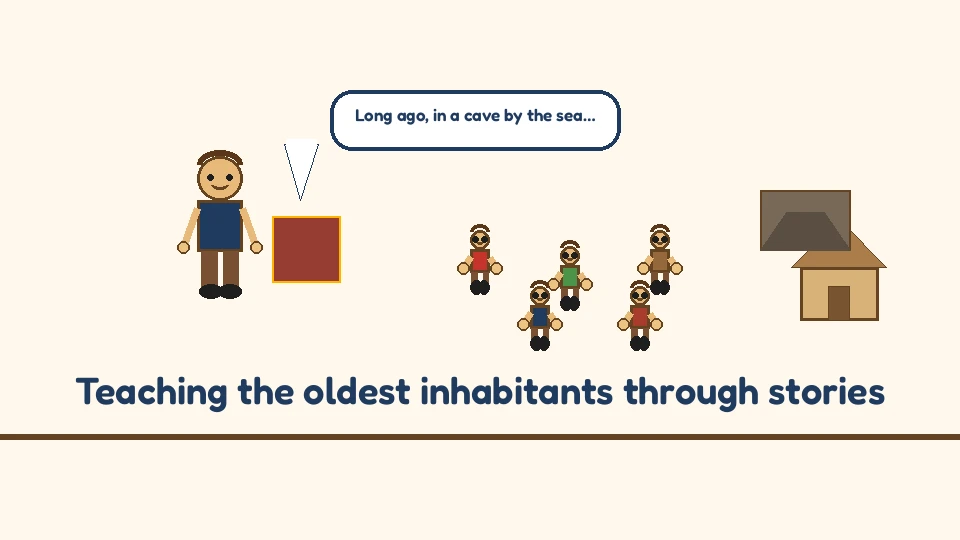 Long ago, in a cave by the sea...
Teaching the oldest inhabitants through stories